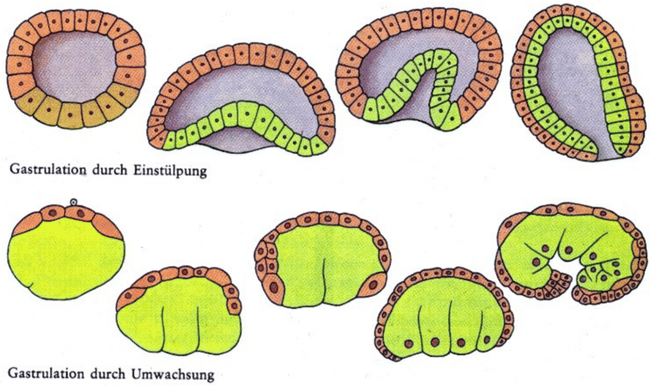 Gastrulation durch Einstülpung
Gastrulation durch Umwachsung